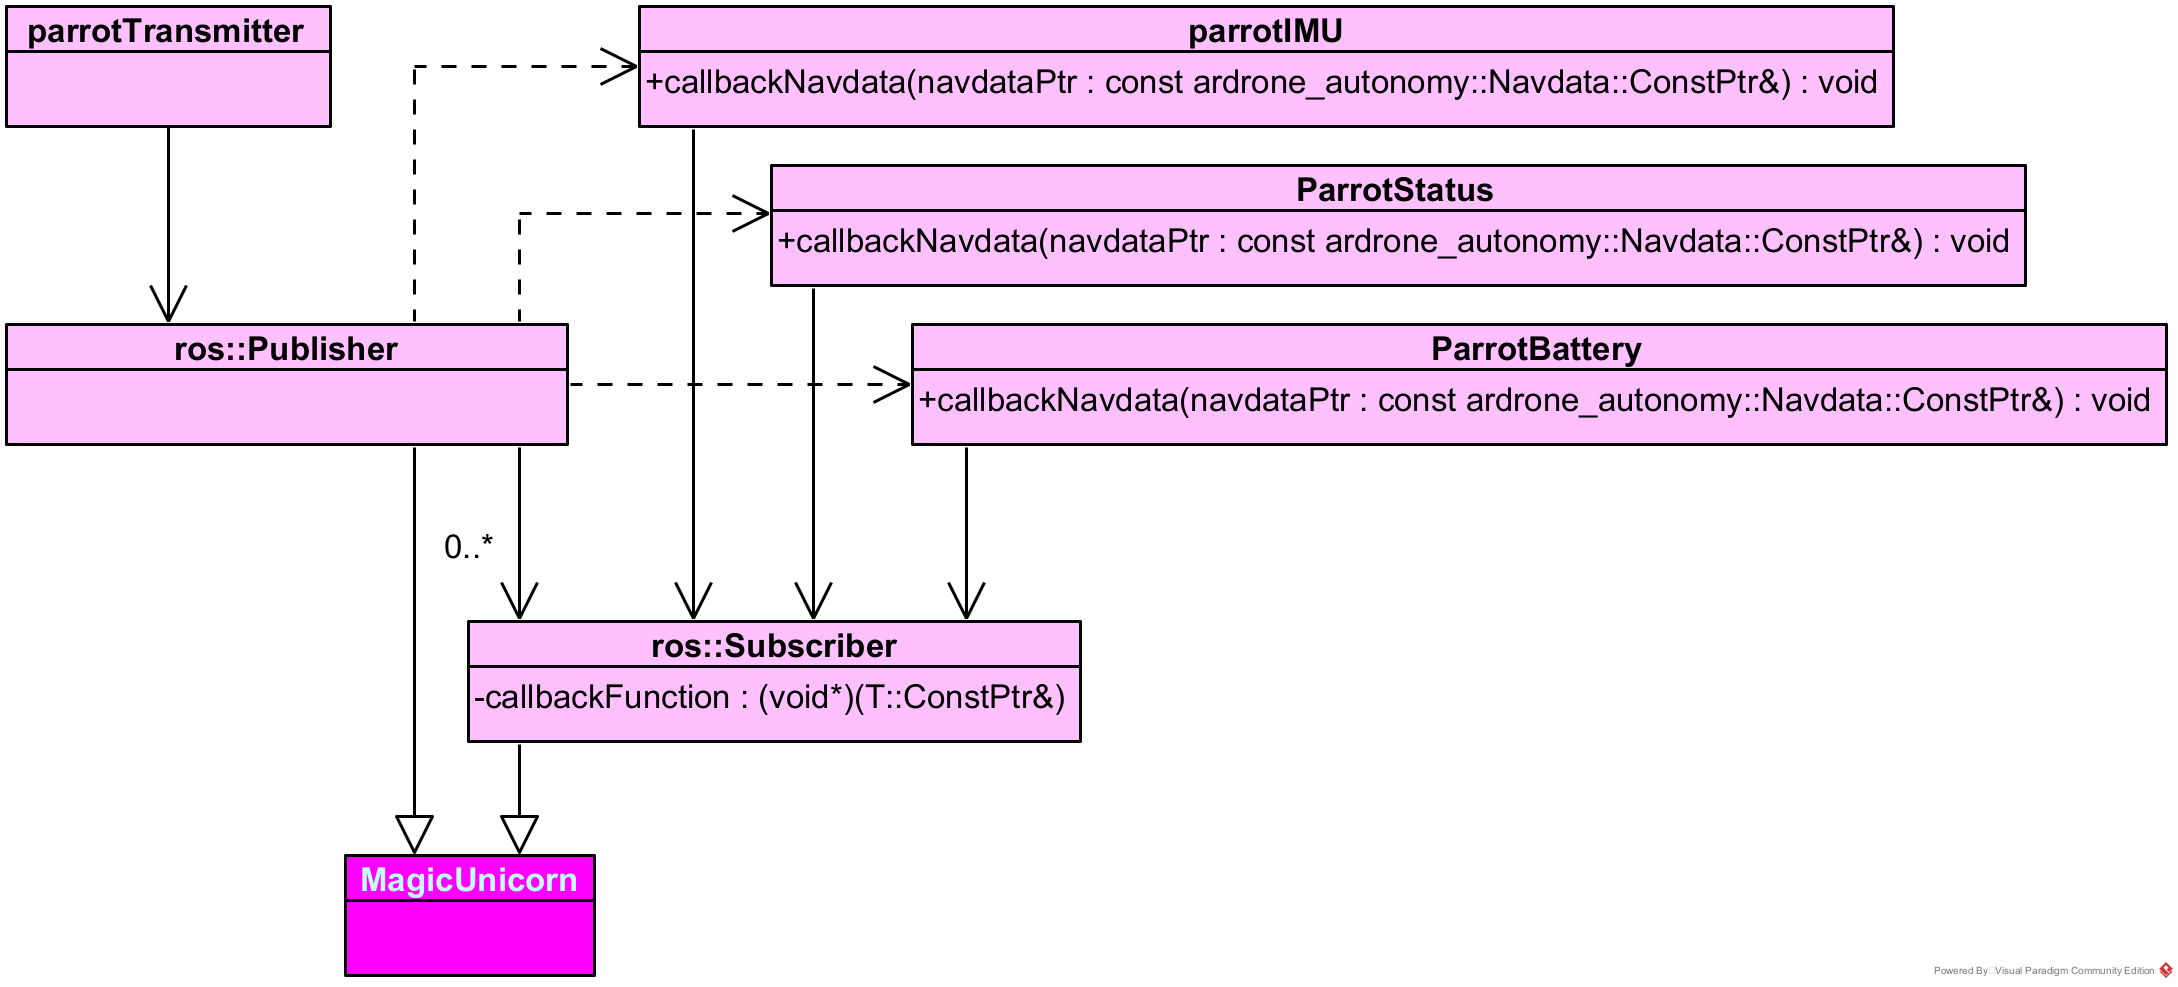 parrotTransmitter
parrotIMU
+callbackNavdata(navdataPtr : const ardrone_autonomy::Navdata::ConstPtr&) : void
ParrotStatus
+callbackNavdata(navdataPtr : const ardrone_autonomy::Navdata::ConstPtr&) : void
ros::Publisher
ParrotBattery
+callbackNavdata(navdataPtr : const ardrone_autonomy::Navdata::ConstPtr&) : void
0..*
ros::Subscriber
-callbackFunction : (void*)(T::ConstPtr&)
MagicUnicorn
Powered By Visual Paradigm Community Edition